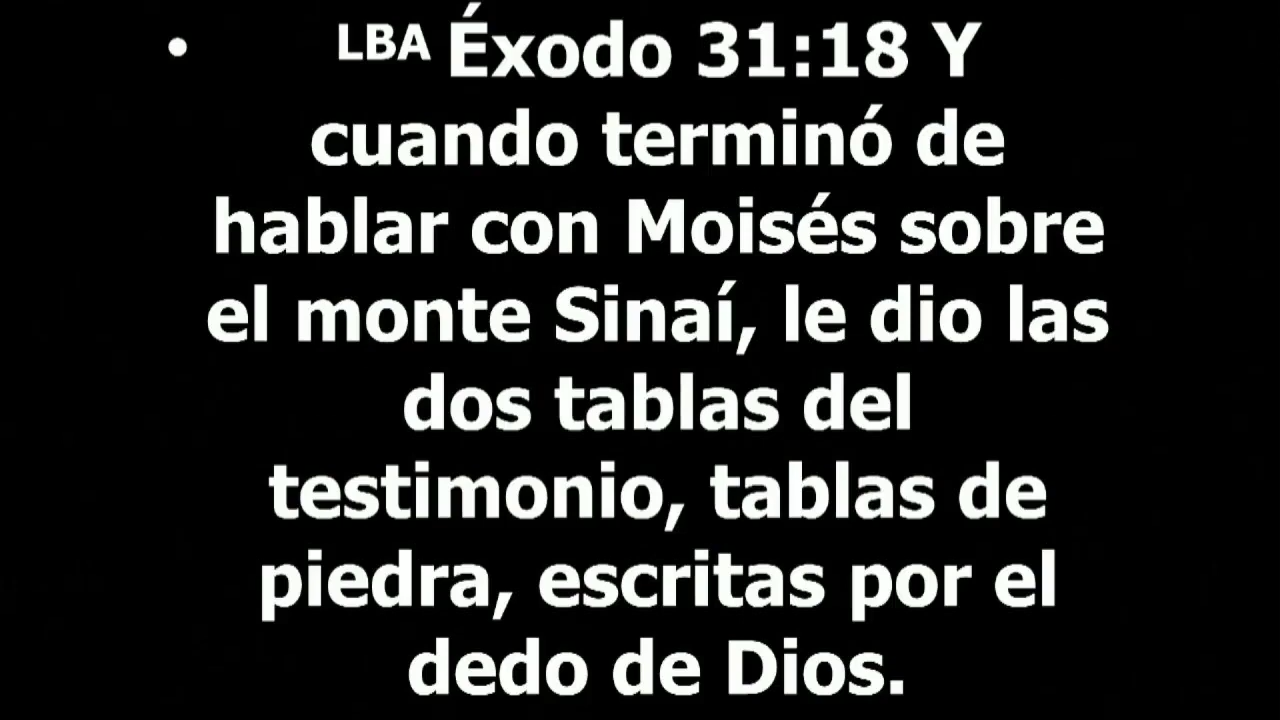 • LBA Éxodo 31:18 Y
cuando terminó de
hablar con Moisés sobre
el monte Sinaí, le dio las
dos tablas del
testimonio, tablas de
piedra, escritas por el
dedo de Dios.